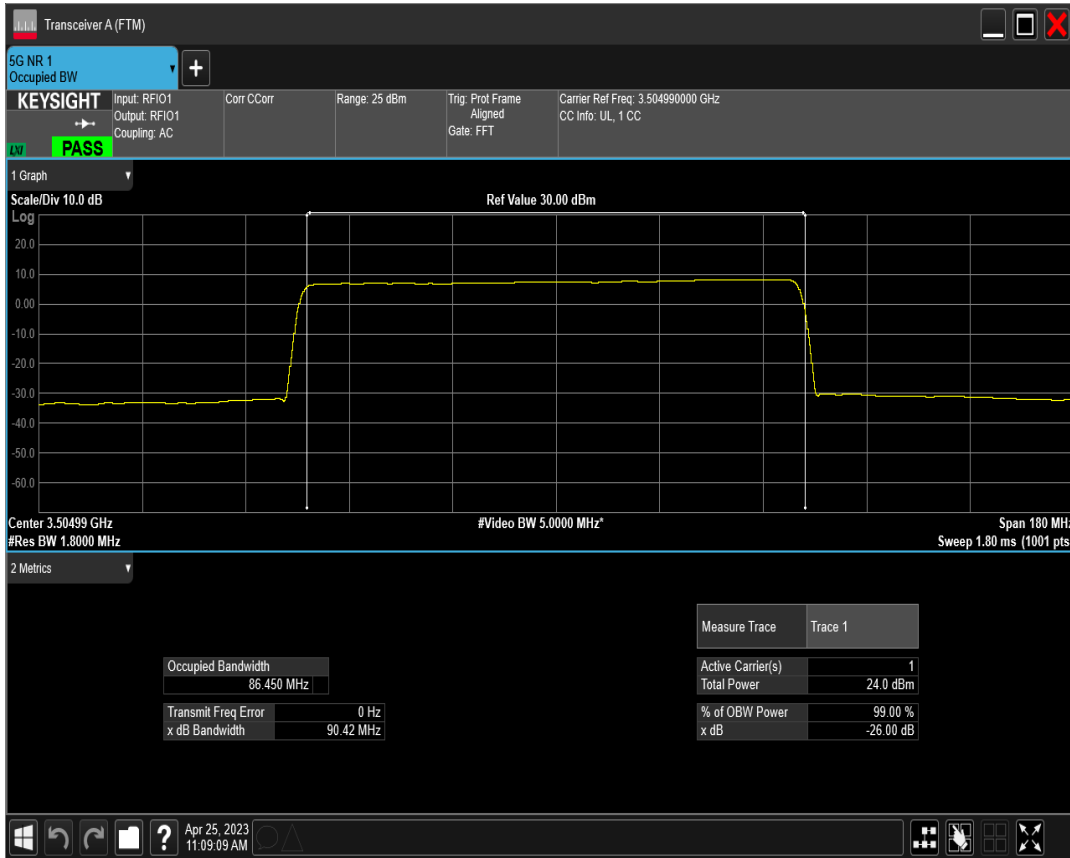 Transceiver A (FTM)
5G NR 1
Occupied BW
+
KEYSIGHT
Input: RFIO1
Output: RFIO1
Coupling: AC
Corr CCorr
Range: 25 dBm
Trig: Prot Frame
Aligned
Gate: FFT
Carrier Ref Freq: 3.504990000 GHz
CC Info: UL, 1 CC
LXI
PASS
1 Graph
Scale/Div 10.0 dB
Ref Value 30.00 dBm
Log
20.0
10.0
0.00
-10.0
-20.0
-30.0
-40.0
-50.0
-60.0
Center 3.50499 GHz
#Video BW 5.0000 MHz*
Span 180 MHz
#Res BW 1.8000 MHz
Sweep 1.80 ms (1001 pts
2 Metrics
Measure Trace Trace 1
Occupied Bandwidth
86.450 MHz
Active Carrier(s) 1
Total Power 24.0 dBm
Transmit Freq Error 0 Hz
x dB Bandwidth 90.42 MHz
% of OBW Power 99.00 %
x dB -26.00 dB
?
Apr 25, 2023
11:09:09 AM